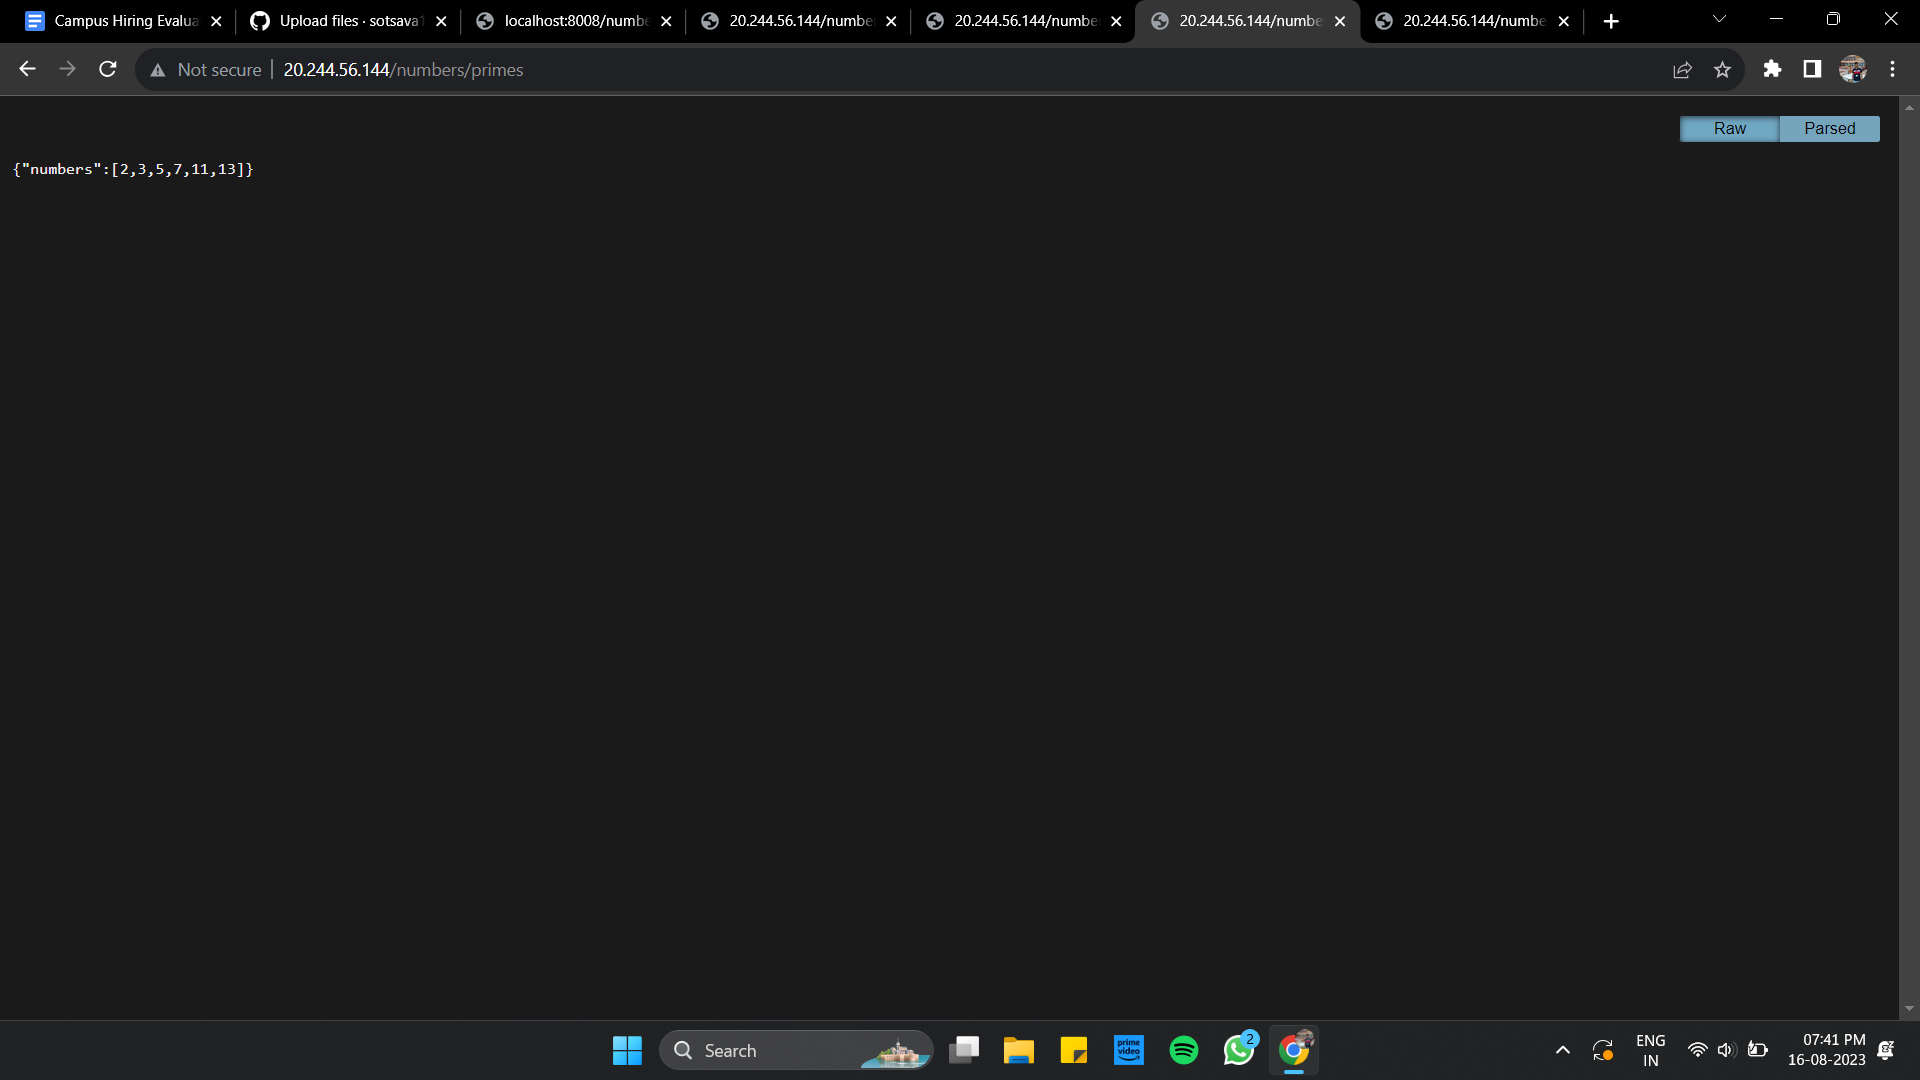 Campus Hiring Evalua
Upload files · sotsava1
localhost:8008/numbe
20.244.56.144/numbe
20.244.56.144/numbe
20.244.56.144/numbe
20.244.56.144/numbe
Not secure
20.244.56.144/numbers/primes
Raw
Parsed
{"numbers":[2,3,5,7,11,13]}
Search
prime video
2
ENG
IN
07:41 PM
16-08-2023